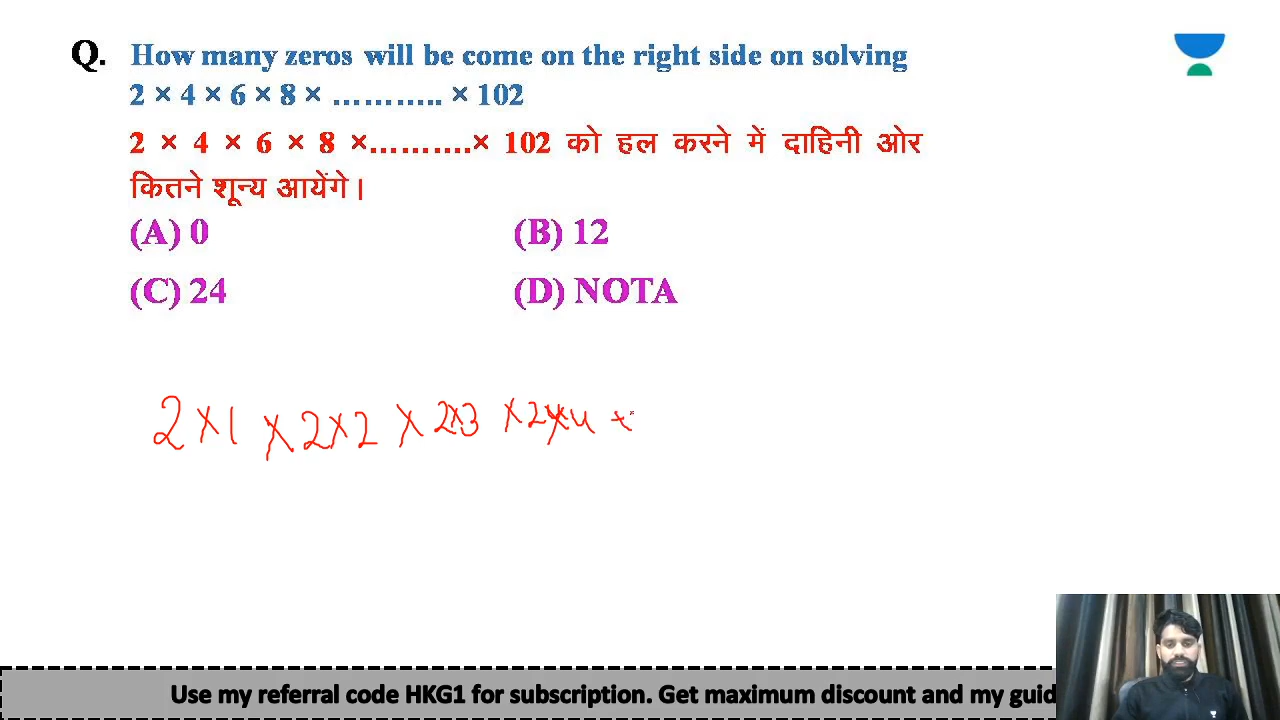 Q. How many zeros will be come on the right side on solving
2 × 4 × 6 × 8 × ……….. × 102
2 × 4 × 6 × 8 ×……….× 102 को हल करने में दाहिनी ओर
कितने शून्य आयेंगे।
(A) 0 (B) 12
(C) 24 (D) NOTA
2×1 × 2×2 × 2×3 × 2×4 ×
Use my referral code HKG1 for subscription. Get maximum discount and my guid